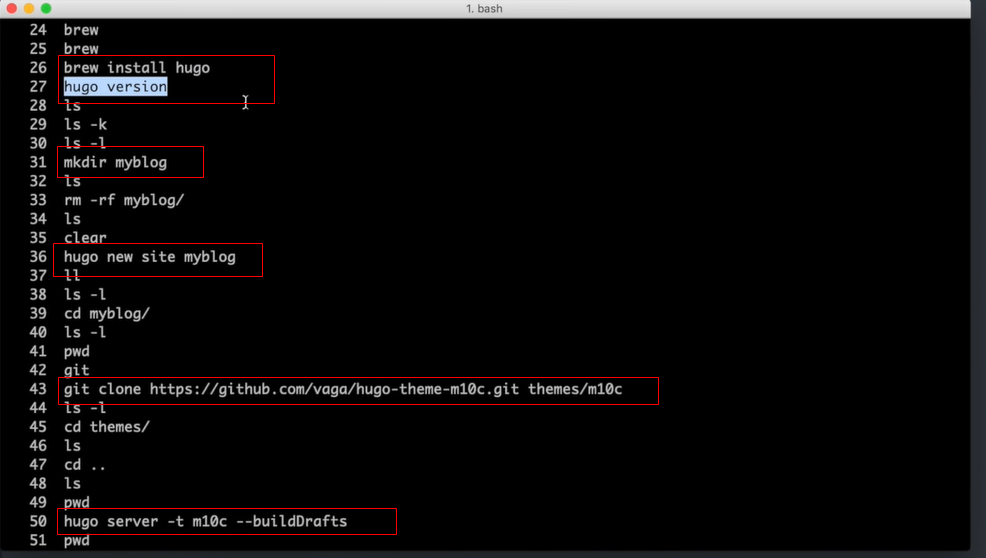 1. bash
24 brew
25 brew
26 brew install hugo
27 hugo version
28 ls
29 ls -k
30 ls -l
31 mkdir myblog
32 ls
33 rm -rf myblog/
34 ls
35 clear
36 hugo new site myblog
37 ll
38 ls -l
39 cd myblog/
40 ls -l
41 pwd
42 git
43 git clone https://github.com/vaga/hugo-theme-m10c.git themes/m10c
44 ls -l
45 cd themes/
46 ls
47 cd ..
48 ls
49 pwd
50 hugo server -t m10c --buildDrafts
51 pwd